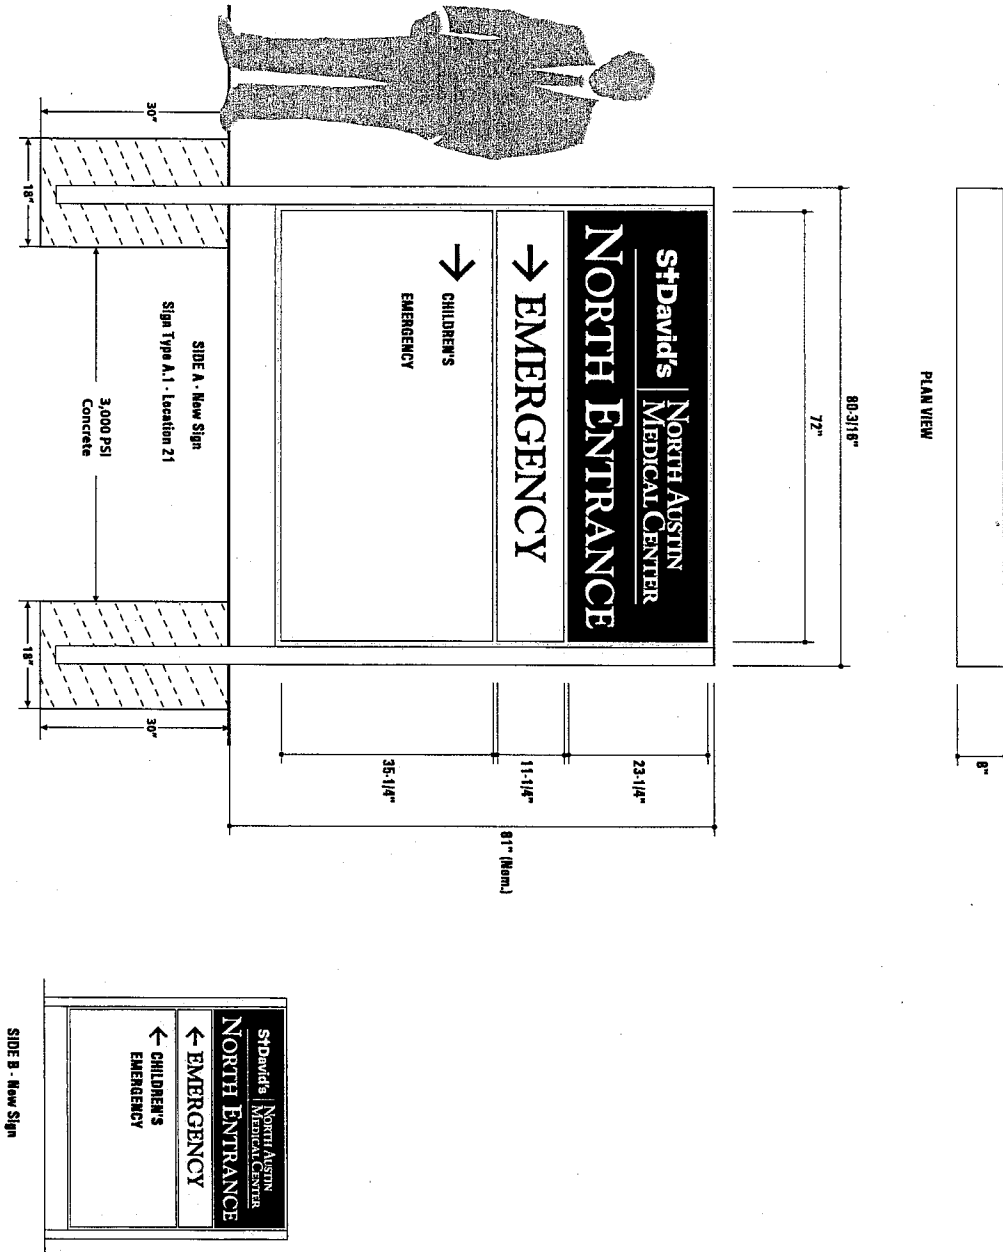 8"
PLAN VIEW
80-3/16"
72"
S†David's
NORTH AUSTIN
MEDICAL CENTER
NORTH ENTRANCE
EMERGENCY
CHILDREN'S
EMERGENCY
23-1/4"
11-1/4"
35-1/4"
81" (Nom.)
SIDE A - New Sign
Sign Type A.1 - Location 21
30"
18"
3,000 PSI
Concrete
18"
30"
S†David's
NORTH AUSTIN
MEDICAL CENTER
NORTH ENTRANCE
EMERGENCY
CHILDREN'S
EMERGENCY
SIDE B - New Sign